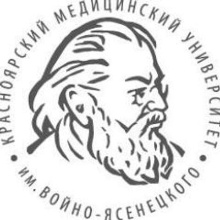 КРАСНОЯРСКИЙ МЕДИЦИНСКИЙ УНИВЕРСИТЕТ
ИМ. ВОЙНО-ЯСЕНЕЦКОГО